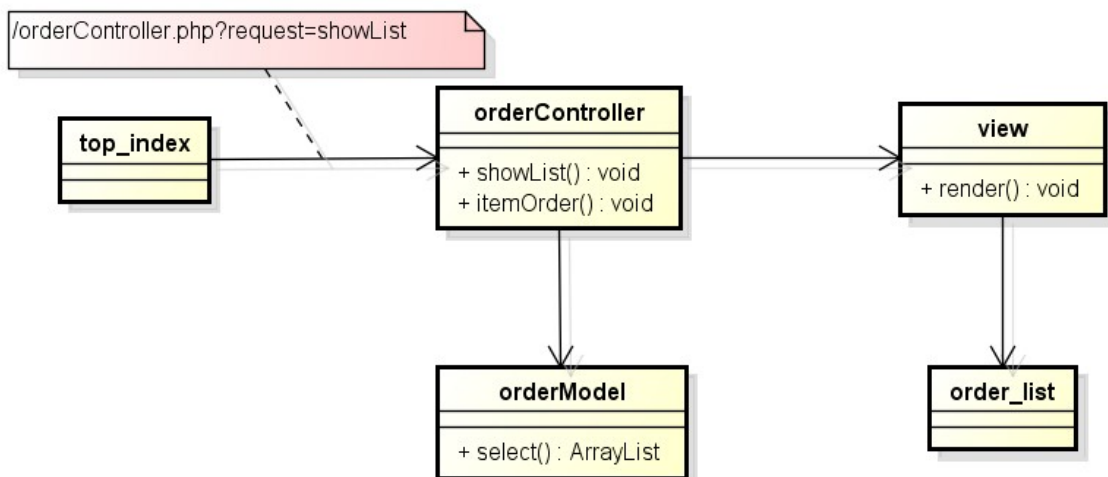 /orderController.php?request=showList
top_index
orderController
+ showList() : void
+ itemOrder() : void
view
+ render() : void
orderModel
+ select() : ArrayList
order_list